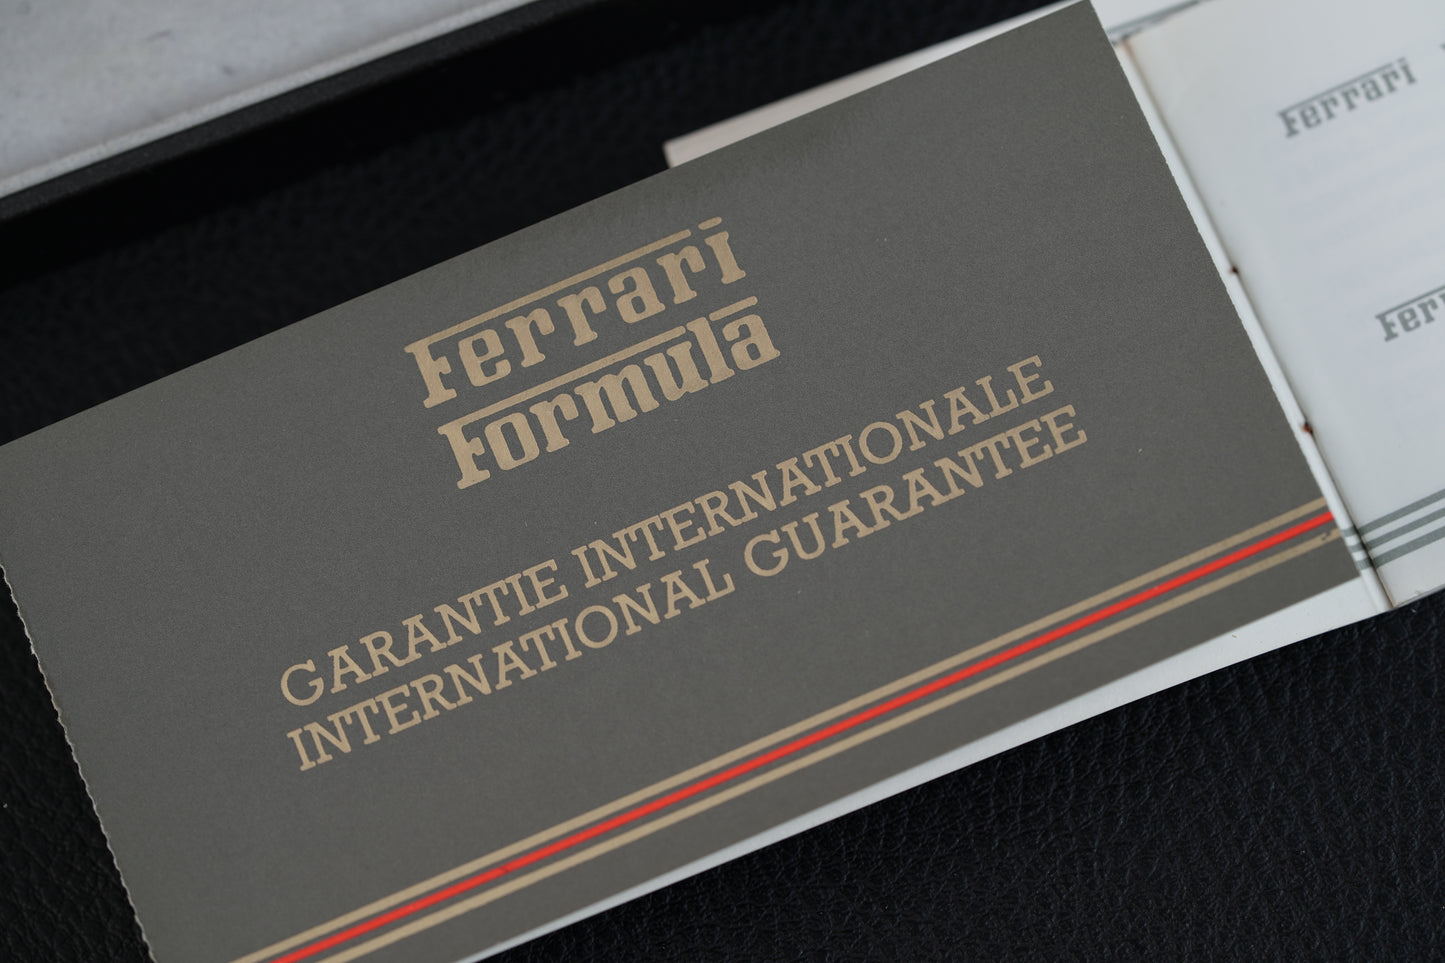 Ferrari
Formula
GARANTIE INTERNATIONALE
INTERNATIONAL GUARANTEE
Ferrari